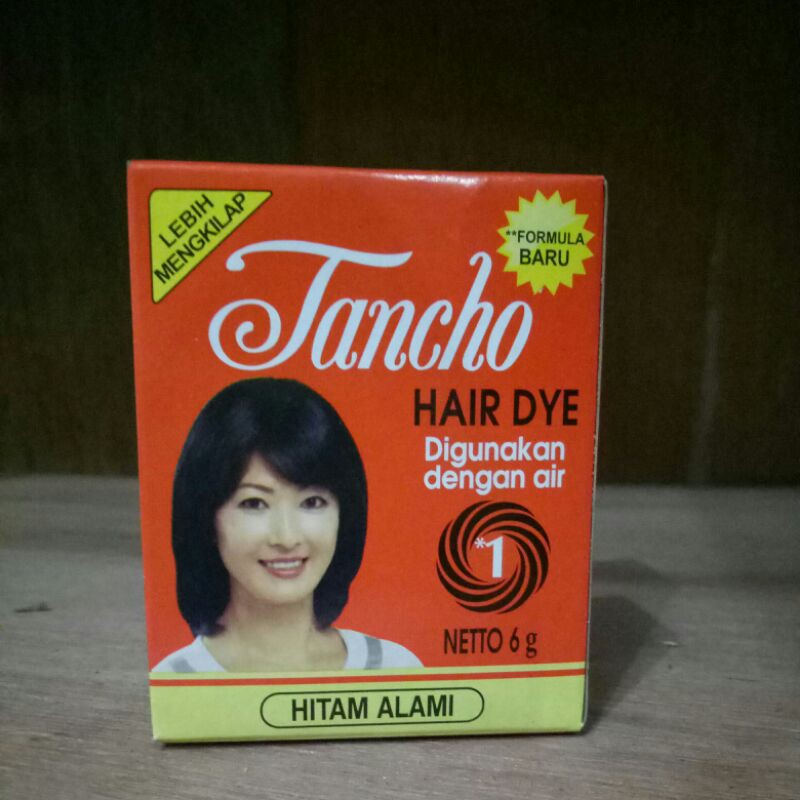 LEBIH
MENGKILAP
**FORMULA
BARU
Tancho
HAIR DYE
Digunakan
dengan air
*1
NETTO 6 g
HITAM ALAMI